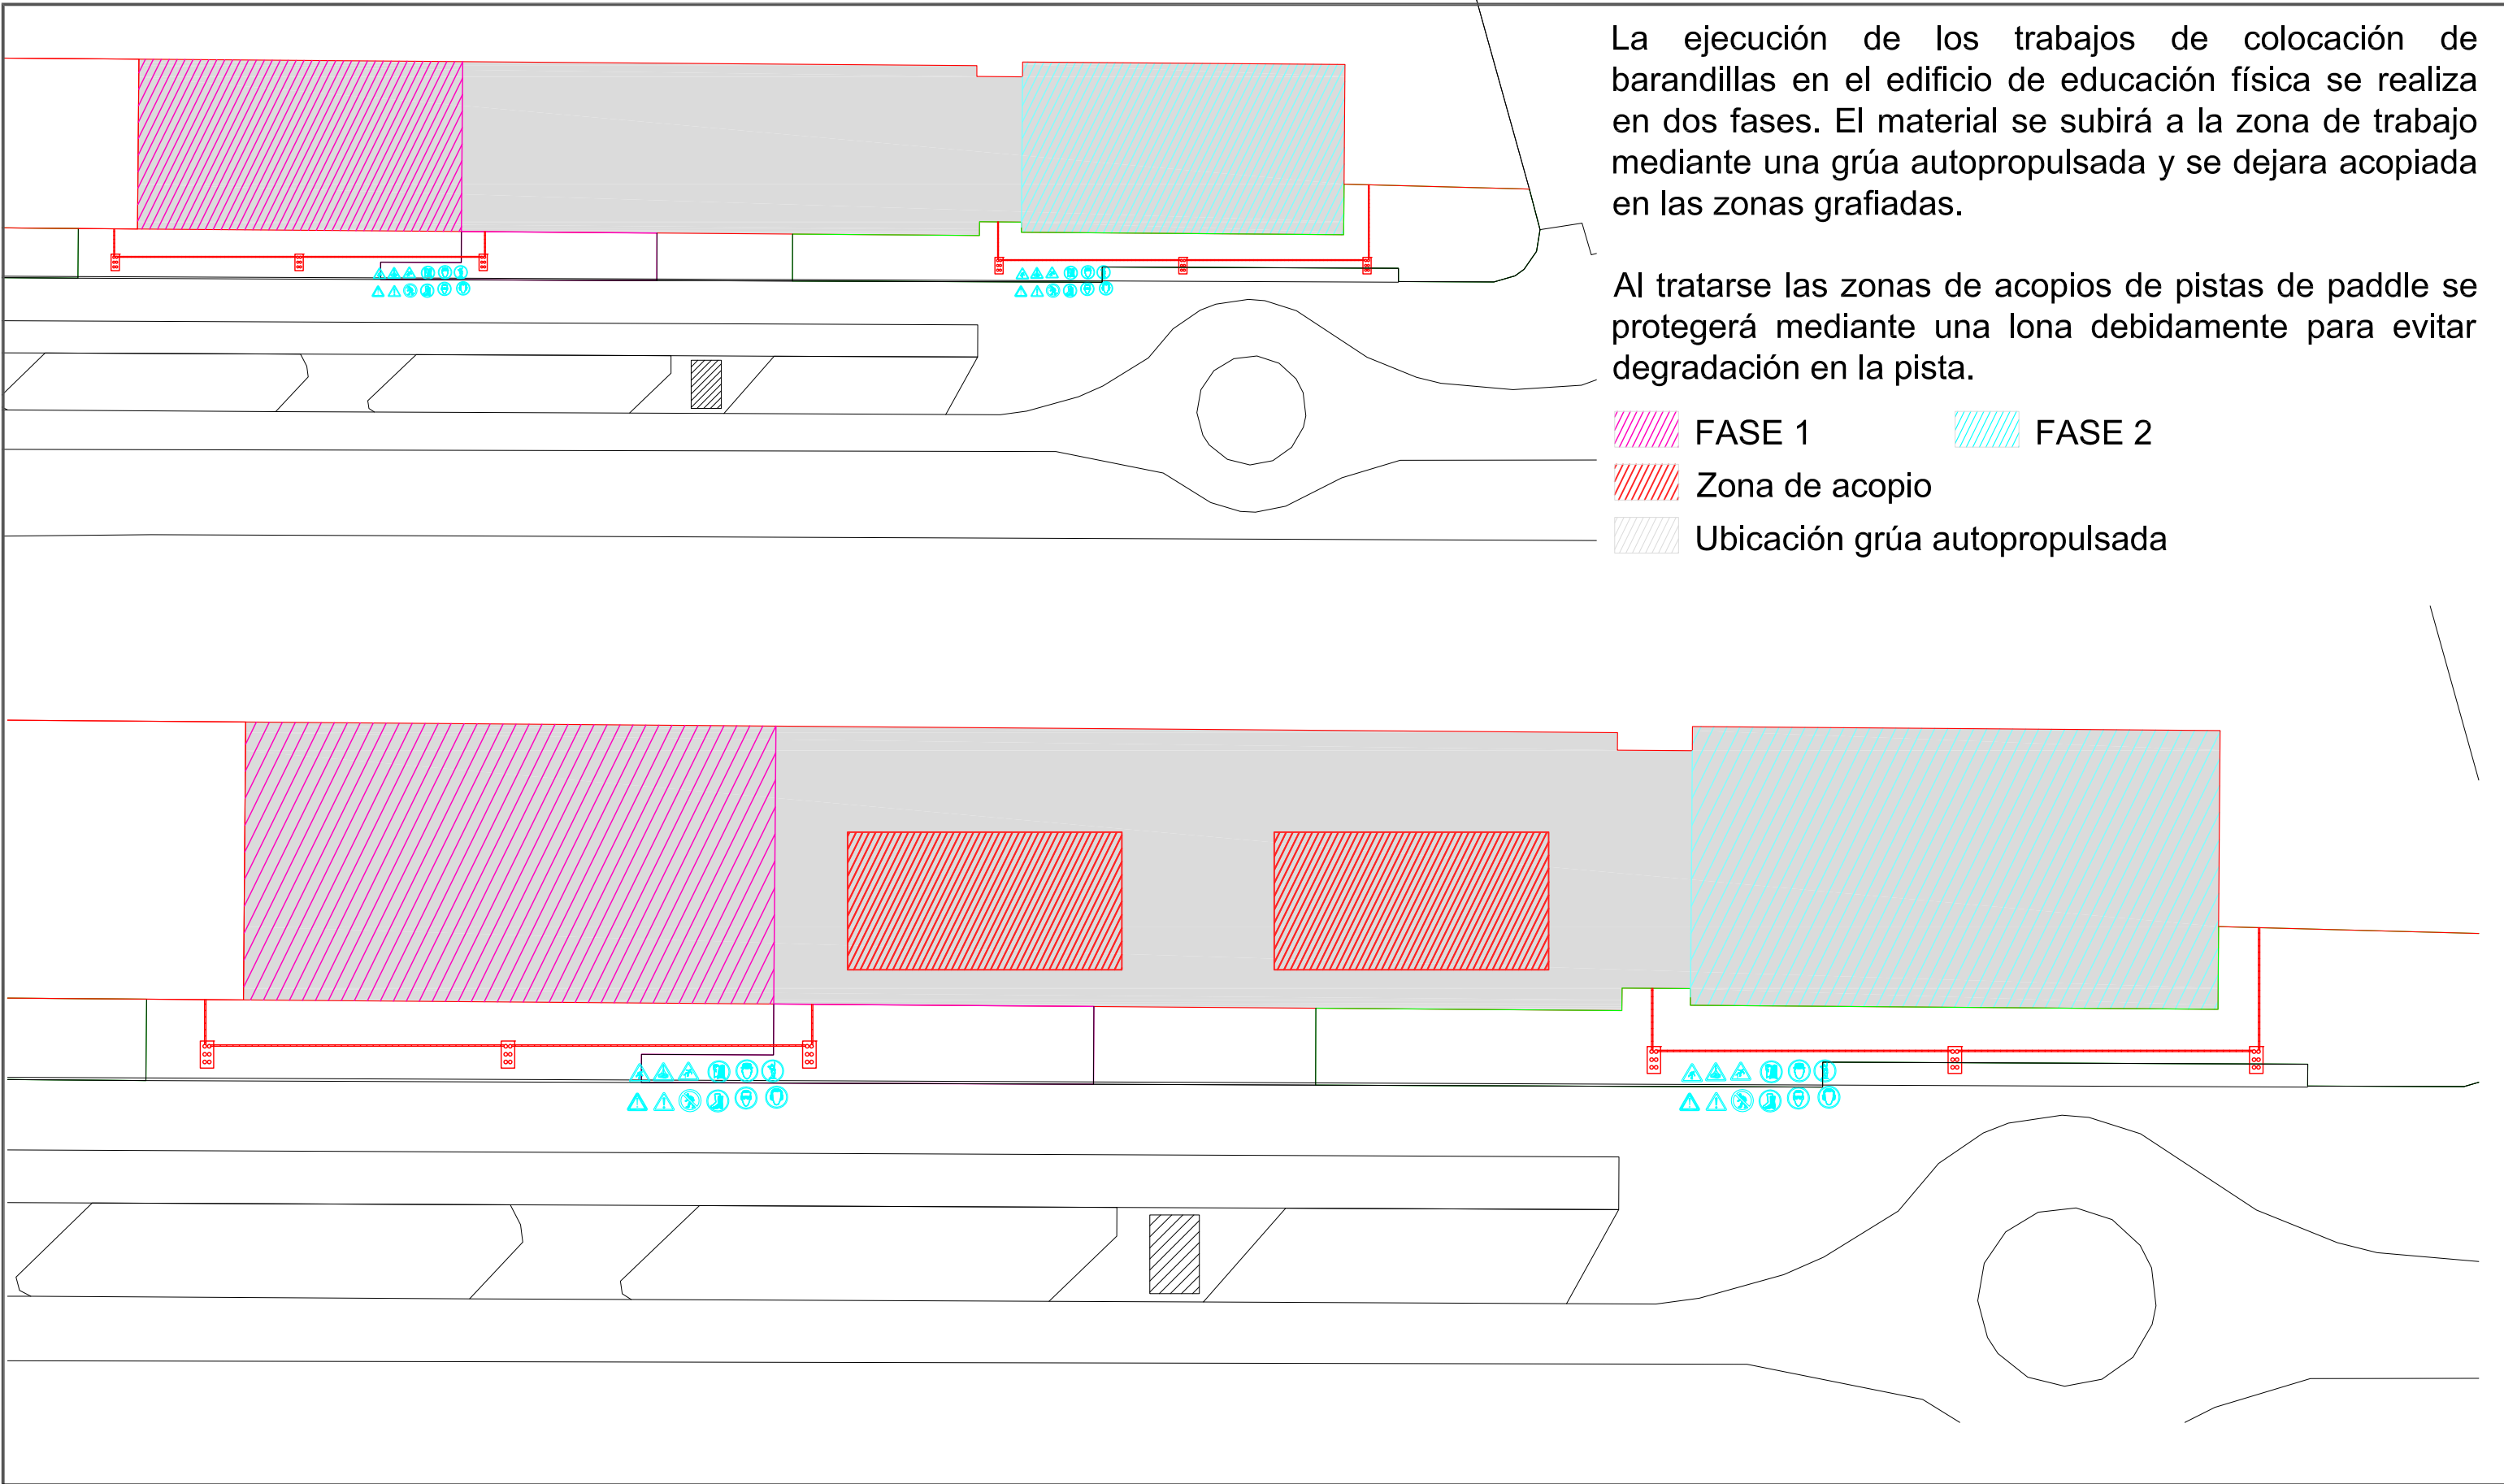 La ejecución de los trabajos de colocación de
barandillas en el edificio de educación física se realiza
en dos fases. El material se subirá a la zona de trabajo
mediante una grúa autopropulsada y se dejara acopiada
en las zonas grafiadas.
Al tratarse las zonas de acopios de pistas de paddle se
protegerá mediante una lona debidamente para evitar
degradación en la pista.
FASE 1
FASE 2
Zona de acopio
Ubicación grúa autopropulsada